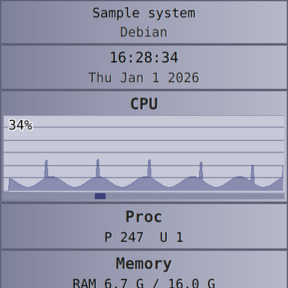 Sample system
Debian
16:28:34
Thu Jan 1 2026
CPU
34%
Proc
P 247 U 1
Memory
RAM 6.7 G / 16.0 G